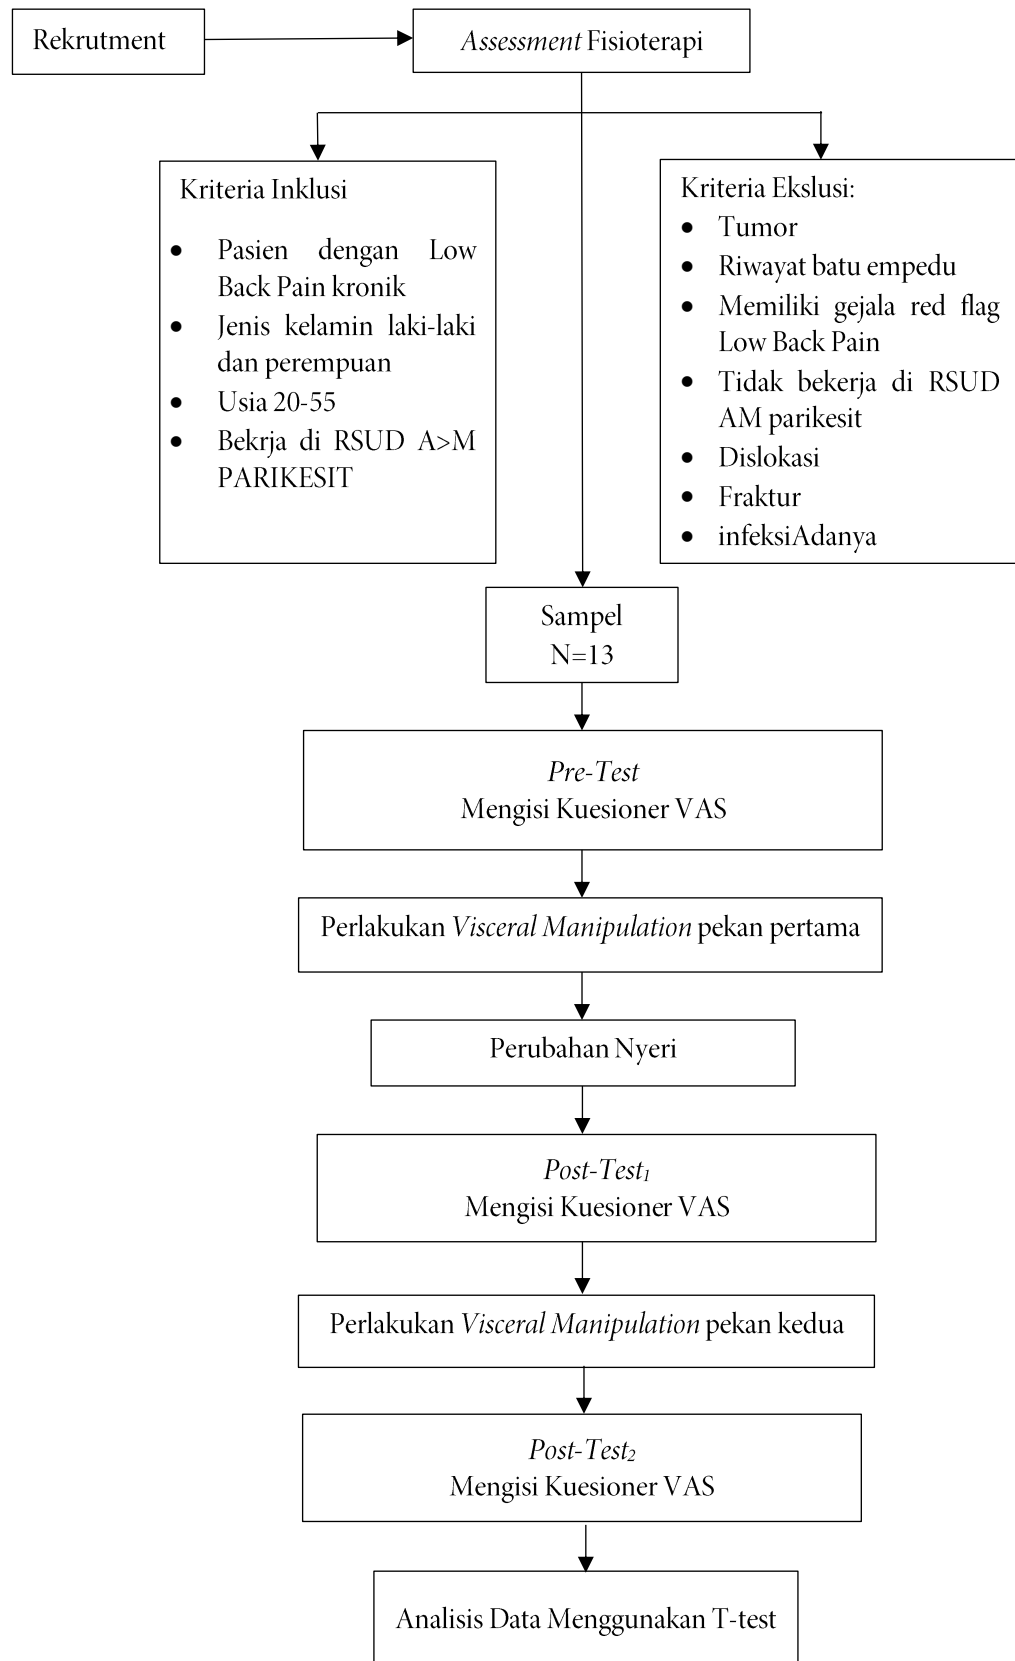 Rekrutment
Assessment Fisioterapi
Kriteria Inklusi
• Pasien dengan Low
Back Pain kronik
• Jenis kelamin laki-laki
dan perempuan
• Usia 20-55
• Bekrja di RSUD A>M
PARIKESIT
Kriteria Ekslusi:
• Tumor
• Riwayat batu empedu
• Memiliki gejala red flag
Low Back Pain
• Tidak bekerja di RSUD
AM parikesit
• Dislokasi
• Fraktur
• infeksiAdanya
Sampel
N=13
Pre-Test
Mengisi Kuesioner VAS
Perlakukan Visceral Manipulation pekan pertama
Perubahan Nyeri
Post-Test₁
Mengisi Kuesioner VAS
Perlakukan Visceral Manipulation pekan kedua
Post-Test₂
Mengisi Kuesioner VAS
Analisis Data Menggunakan T-test